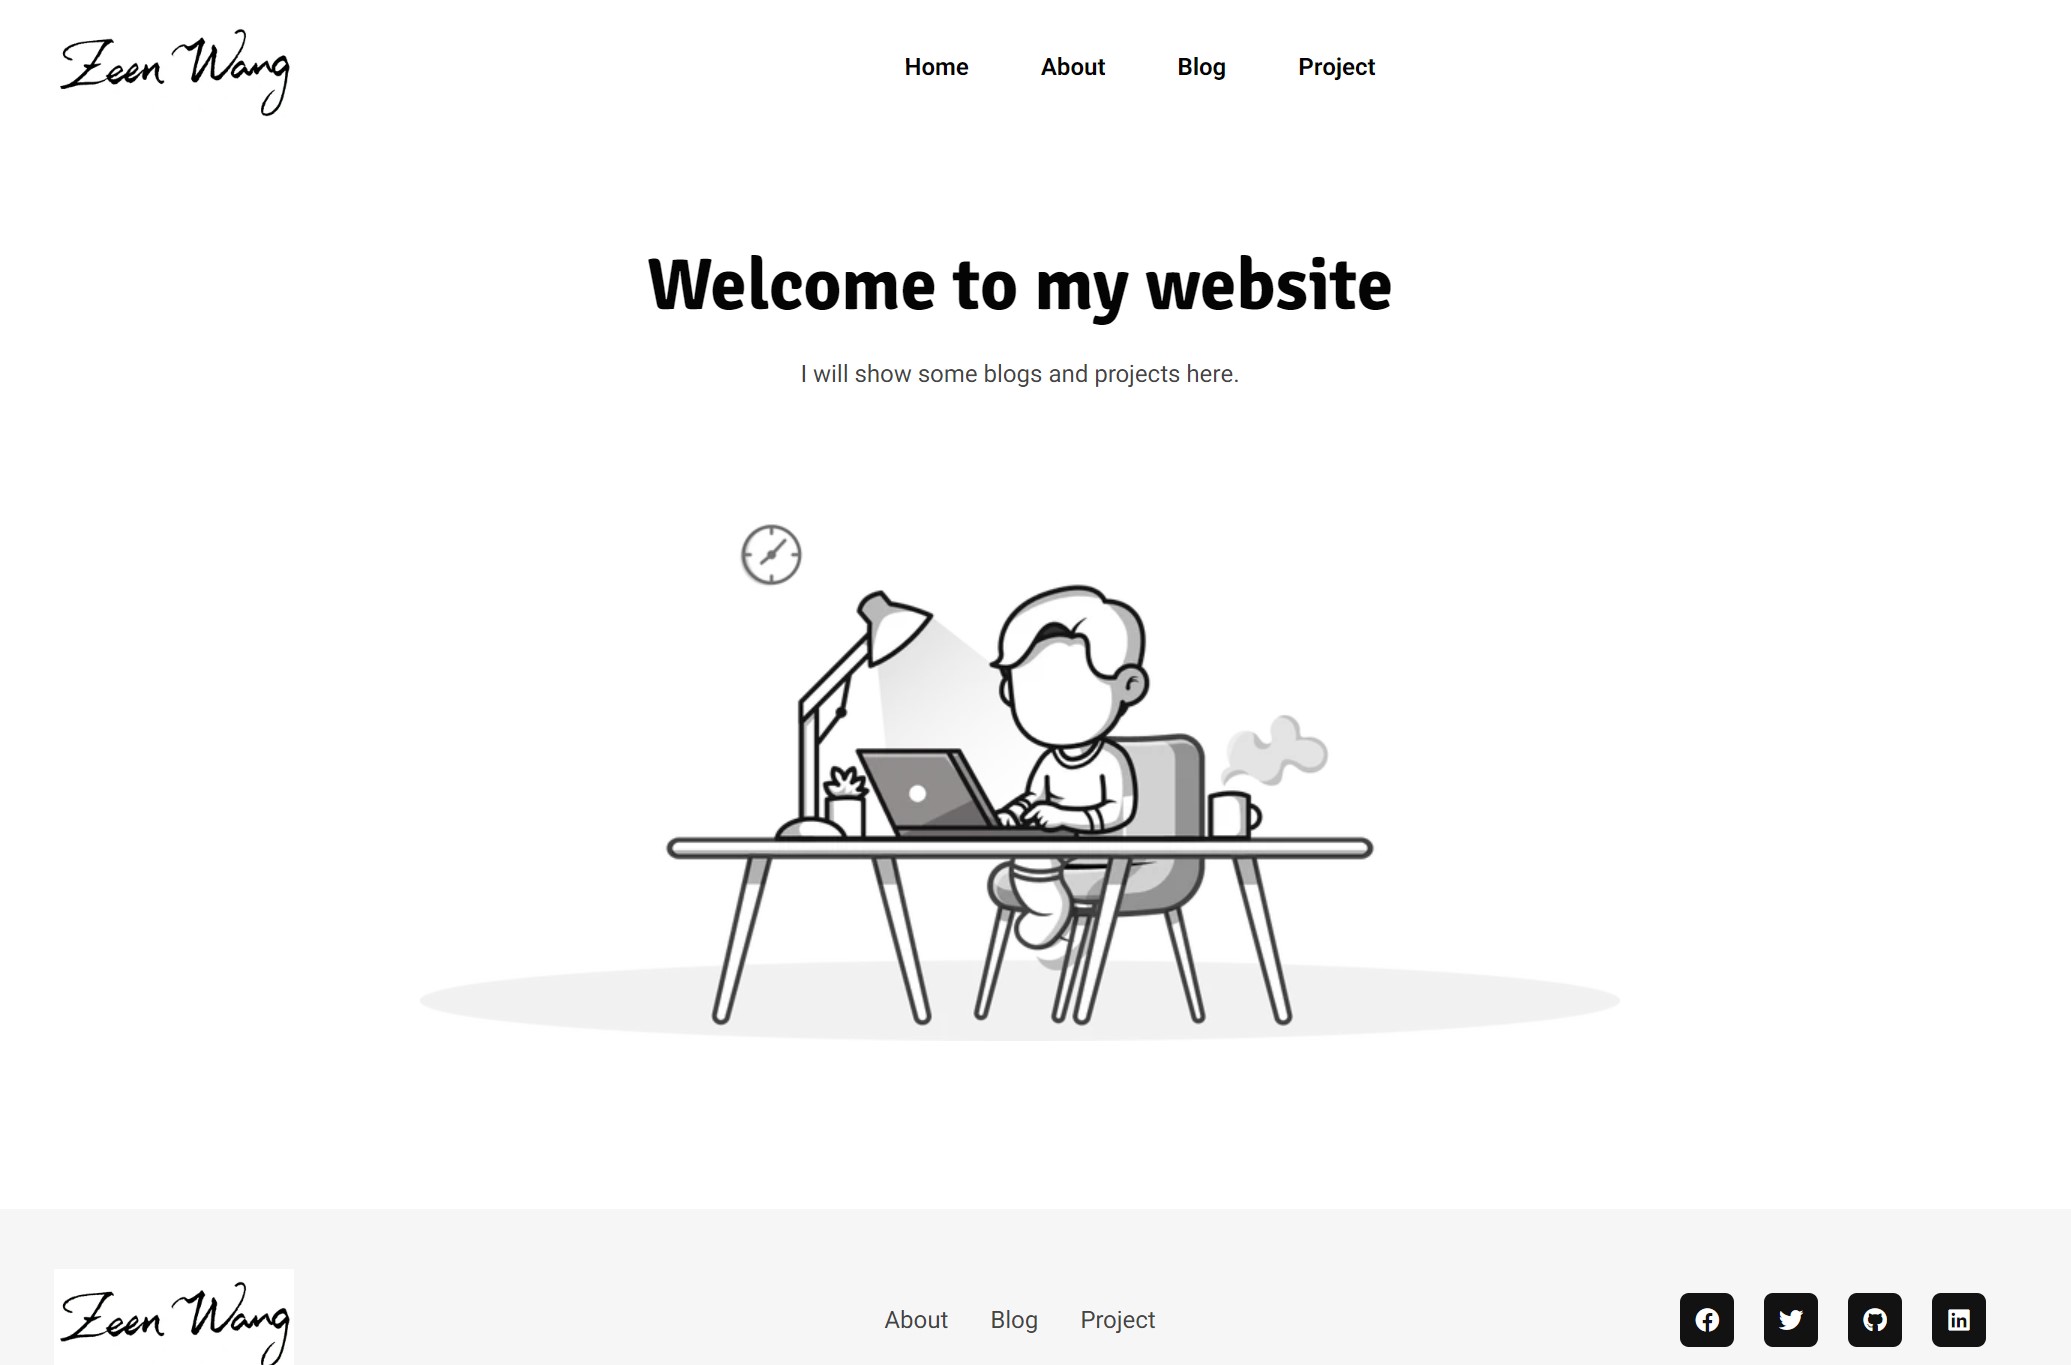 Zeen Wang
Home About Blog Project
Welcome to my website
I will show some blogs and projects here.
Zeen Wang
About Blog Project